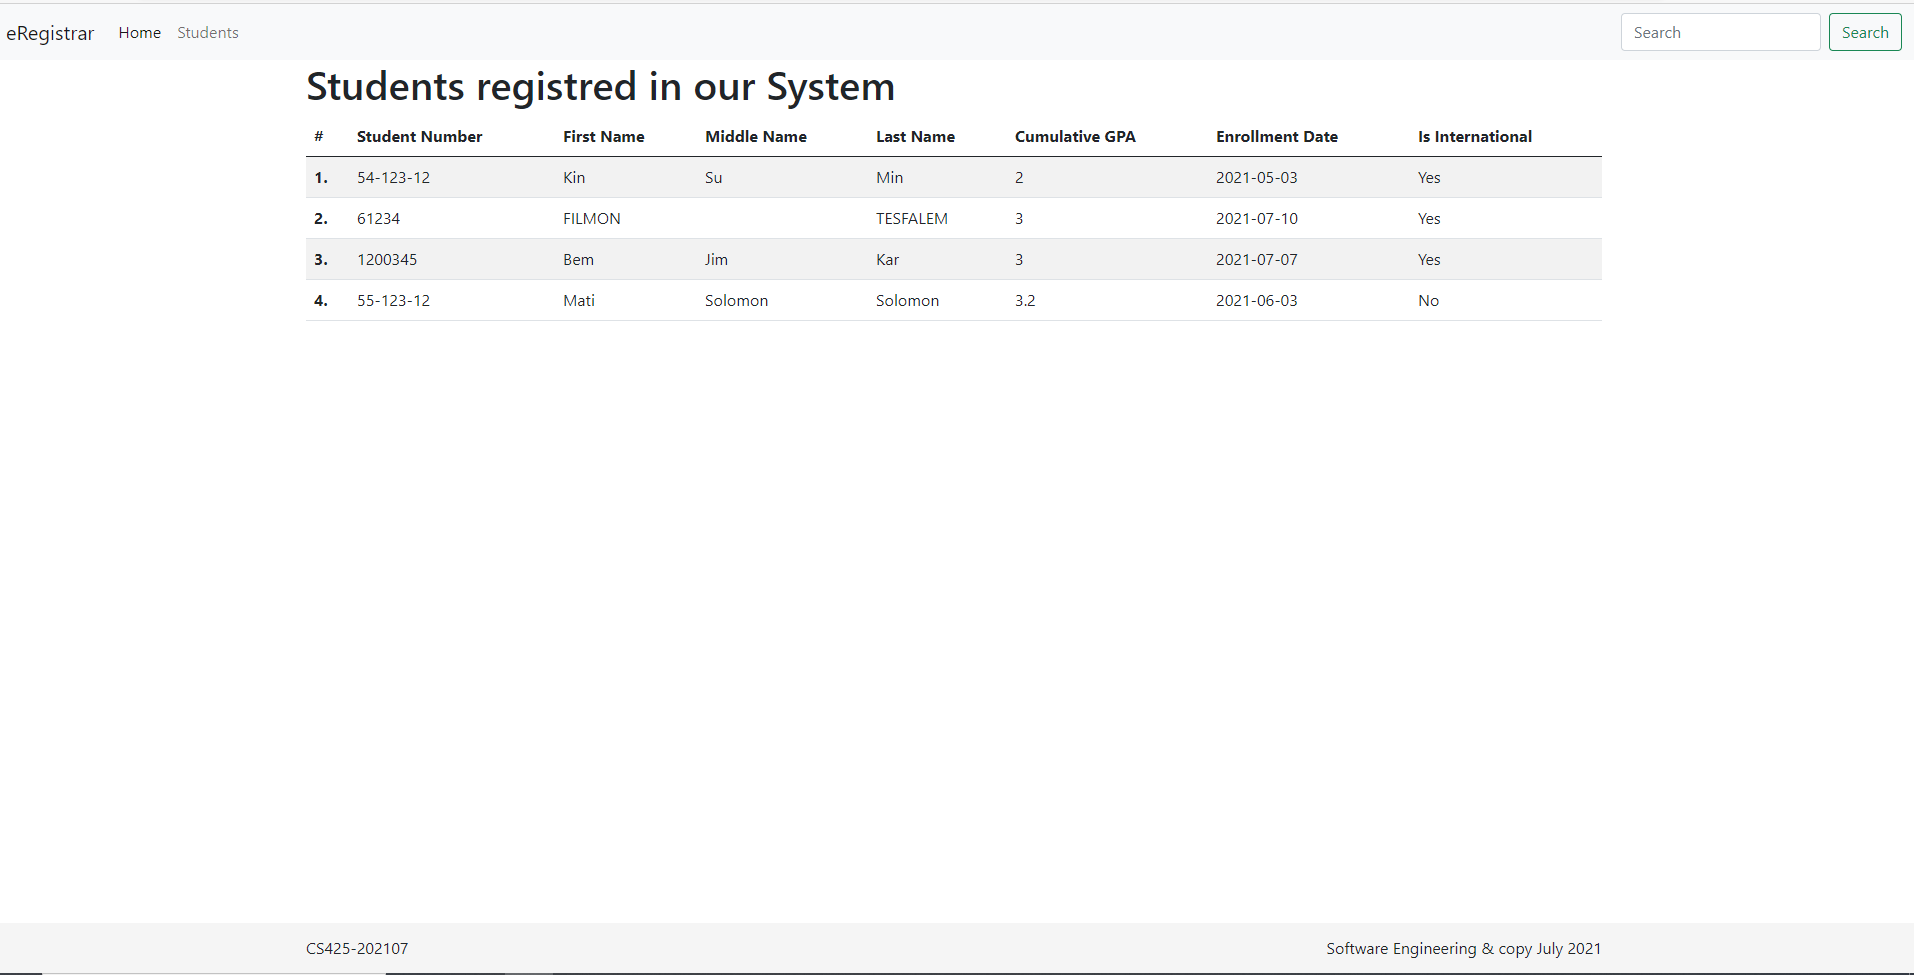 eRegistrar Home Students Search Search
Students registred in our System
# Student Number First Name Middle Name Last Name Cumulative GPA Enrollment Date Is International
1. 54-123-12 Kin Su Min 2 2021-05-03 Yes
2. 61234 FILMON TESFALEM 3 2021-07-10 Yes
3. 1200345 Bem Jim Kar 3 2021-07-07 Yes
4. 55-123-12 Mati Solomon Solomon 3.2 2021-06-03 No
CS425-202107 Software Engineering & copy July 2021